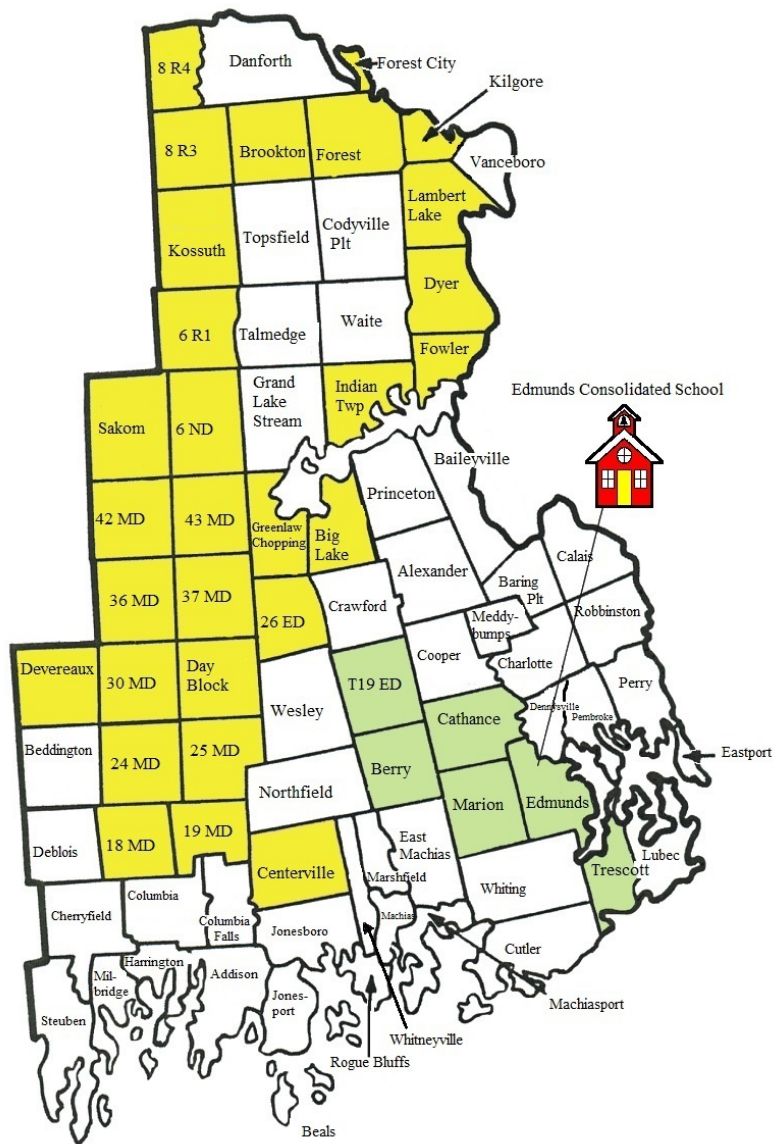 8 R4
Danforth
Forest City
Kilgore
8 R3
Brookton
Forest
Vanceboro
Lambert
Lake
Kossuth
Topsfield
Codyville
Plt
Dyer
6 R1
Talmedge
Waite
Fowler
Sakom
6 ND
Grand
Lake
Stream
Indian
Twp
Edmunds Consolidated School
Baileyville
Princeton
42 MD
43 MD
Greenlaw
Chopping
Big
Lake
Calais
Alexander
Baring
Plt
36 MD
37 MD
26 ED
Crawford
Meddy-
bumps
Robbinston
Cooper
Charlotte
Devereaux
30 MD
Day
Block
Wesley
T19 ED
Perry
Dennysville
Pembroke
Cathance
Beddington
24 MD
25 MD
Eastport
Northfield
Berry
Marion
Edmunds
Deblois
18 MD
19 MD
Centerville
East
Machias
Marshfield
Whiting
Trescott
Lubec
Cherryfield
Columbia
Columbia
Falls
Jonesboro
Machias
Cutler
Harrington
Mil-
bridge
Addison
Jones-
port
Machiasport
Steuben
Whitneyville
Rogue Bluffs
Beals